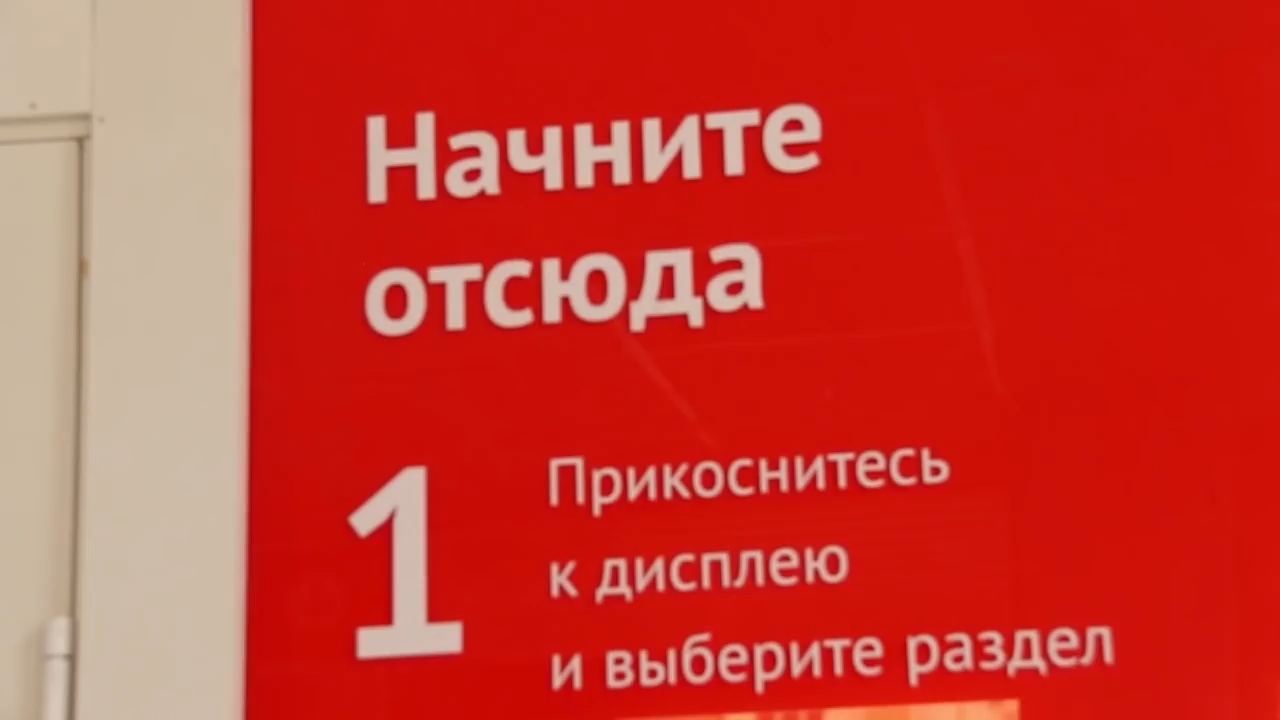 Начните
отсюда
1
Прикоснитесь
к дисплею
и выберите раздел